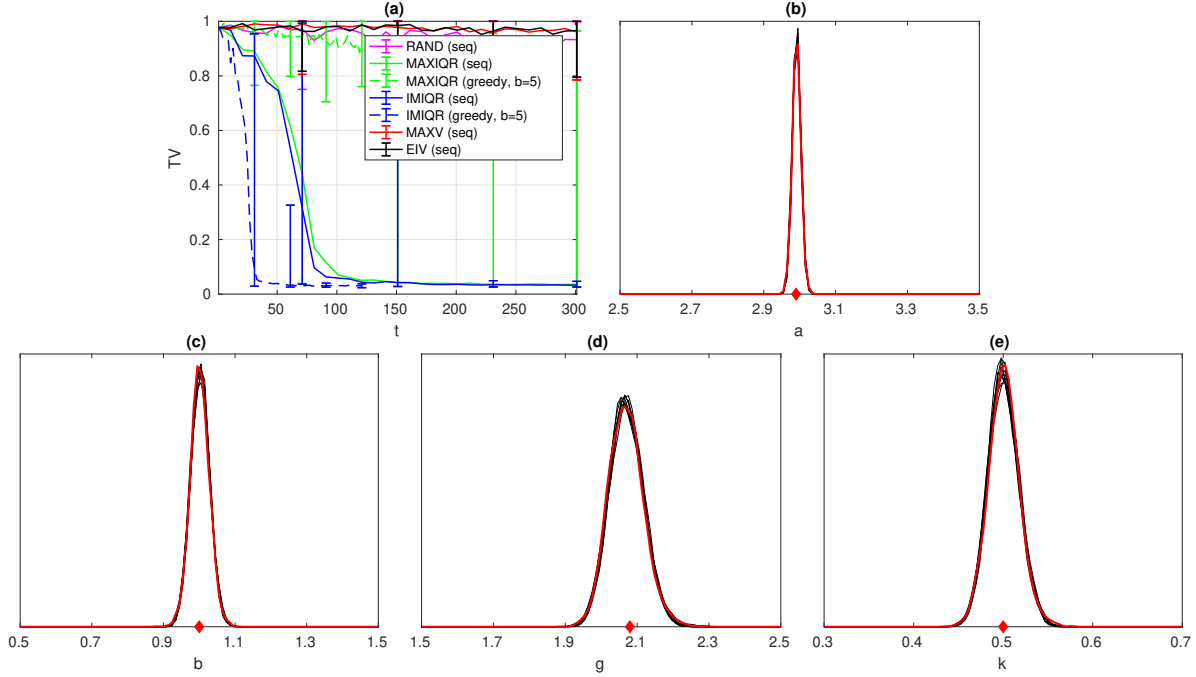 (a)
1
0.8
0.6
0.4
0.2
0
TV
50 100 150 200 250 300
t
RAND (seq)
MAXIQR (seq)
MAXIQR (greedy, b=5)
IMIQR (seq)
IMIQR (greedy, b=5)
MAXV (seq)
EIV (seq)
(b)
2.5 2.7 2.9 3.1 3.3 3.5
a
(c)
0.5 0.7 0.9 1.1 1.3 1.5
b
(d)
1.5 1.7 1.9 2.1 2.3 2.5
g
(e)
0.3 0.4 0.5 0.6 0.7
k